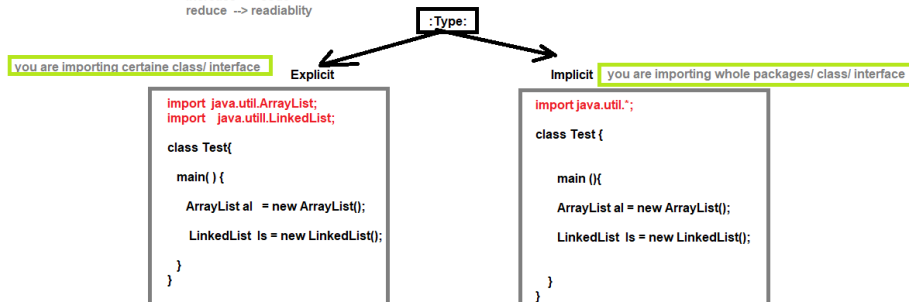 reduce --> readiablity
:Type:
you are importing certaine class/ interface
Explicit
import java.util.ArrayList;
import java.utill.LinkedList;
class Test{
main( ) {
ArrayList al = new ArrayList();
LinkedList ls = new LinkedList();
}
}
Implicit
you are importing whole packages/ class/ interface
import java.util.*;
class Test {
main (){
ArrayList al = new ArrayList();
LinkedList ls = new LinkedList();
}
}